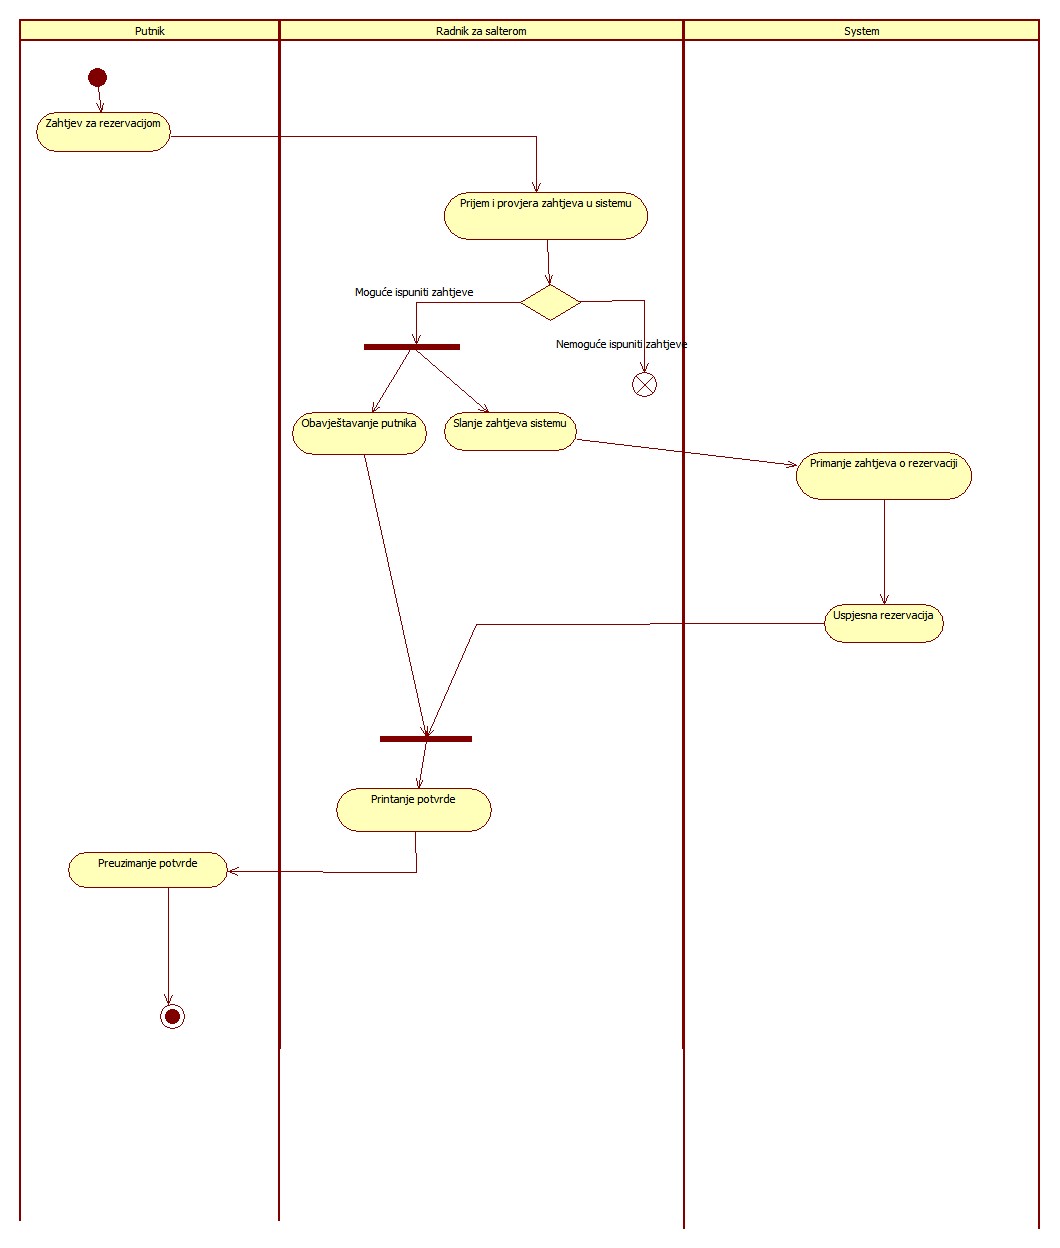 Putnik
Radnik za salterom
System
Zahtjev za rezervacijom
Prijem i provjera zahtjeva u sistemu
Moguće ispuniti zahtjeve
Nemoguće ispuniti zahtjeve
Obavještavanje putnika
Slanje zahtjeva sistemu
Primanje zahtjeva o rezervaciji
Uspjesna rezervacija
Printanje potvrde
Preuzimanje potvrde